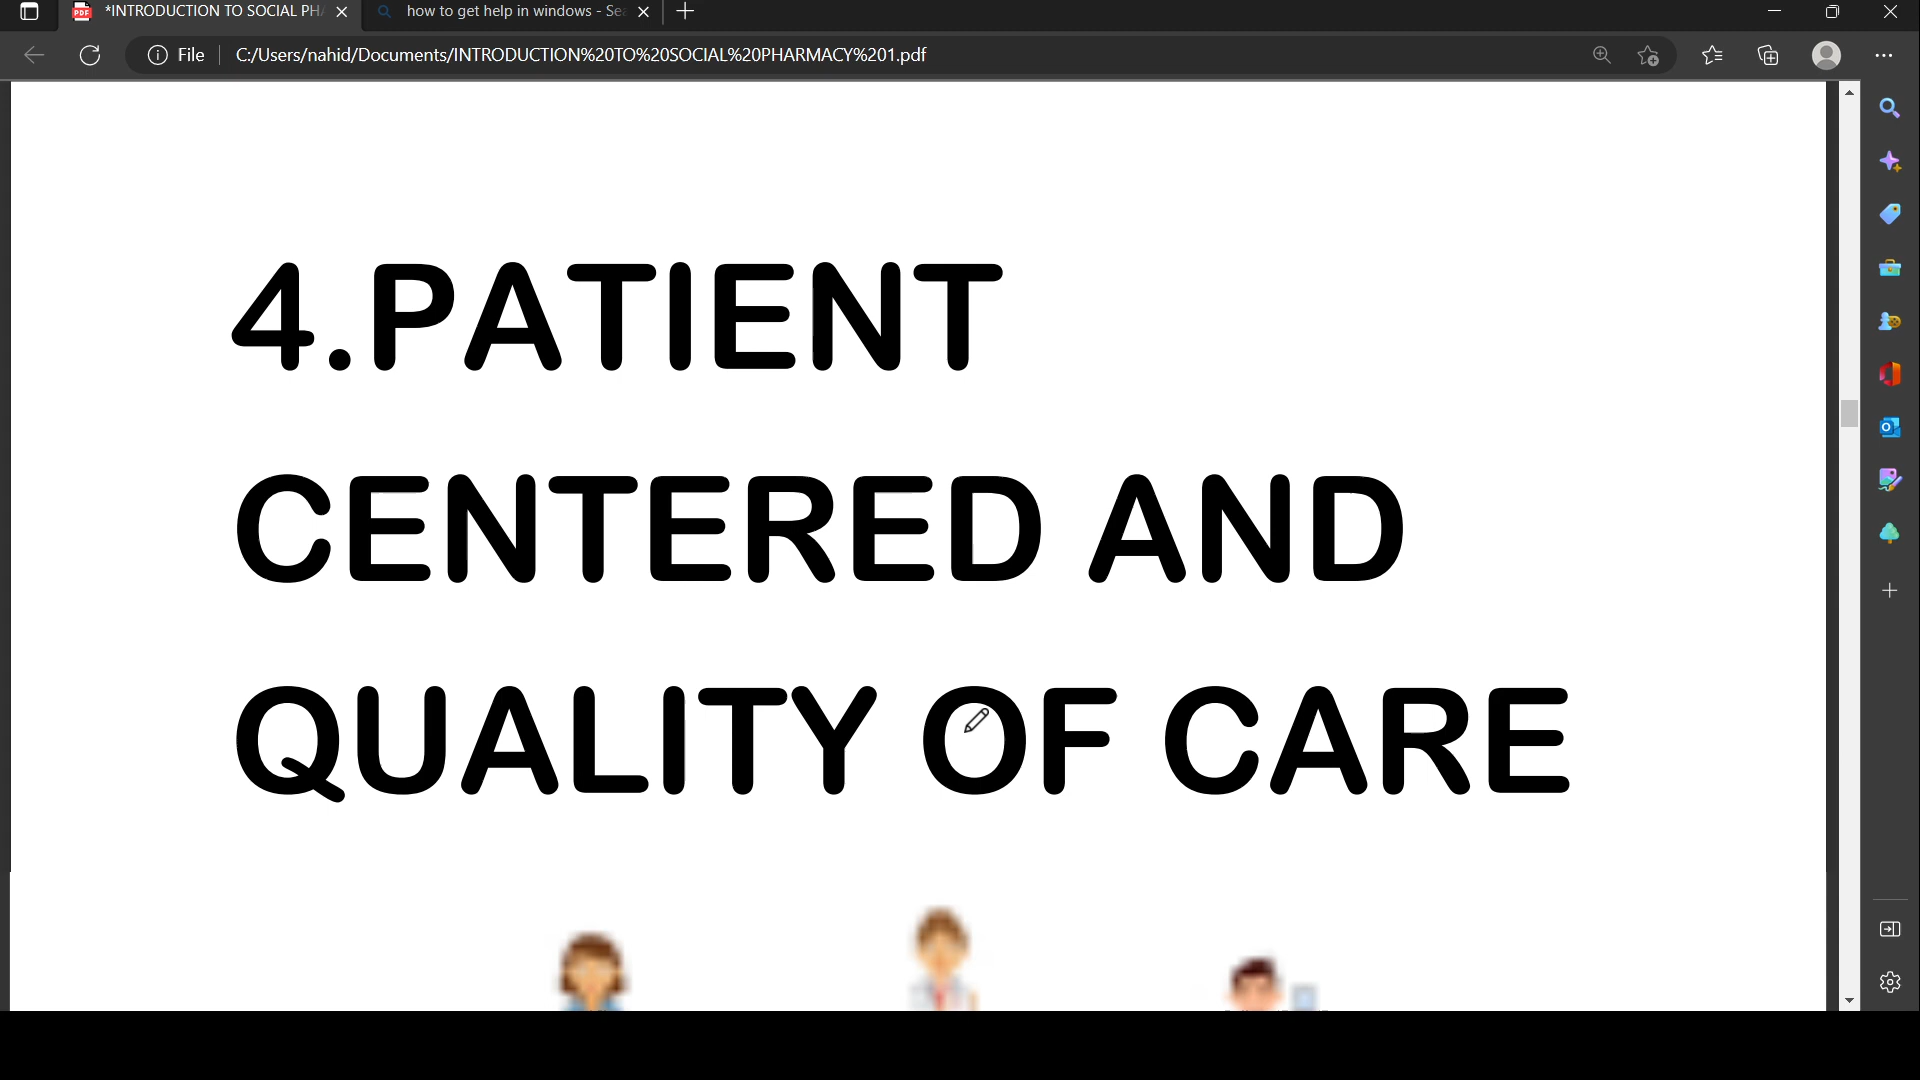 *INTRODUCTION TO SOCIAL PH
how to get help in windows - Se
File
C:/Users/nahid/Documents/INTRODUCTION%20TO%20SOCIAL%20PHARMACY%201.pdf
4.PATIENT
CENTERED AND
QUALITY OF CARE